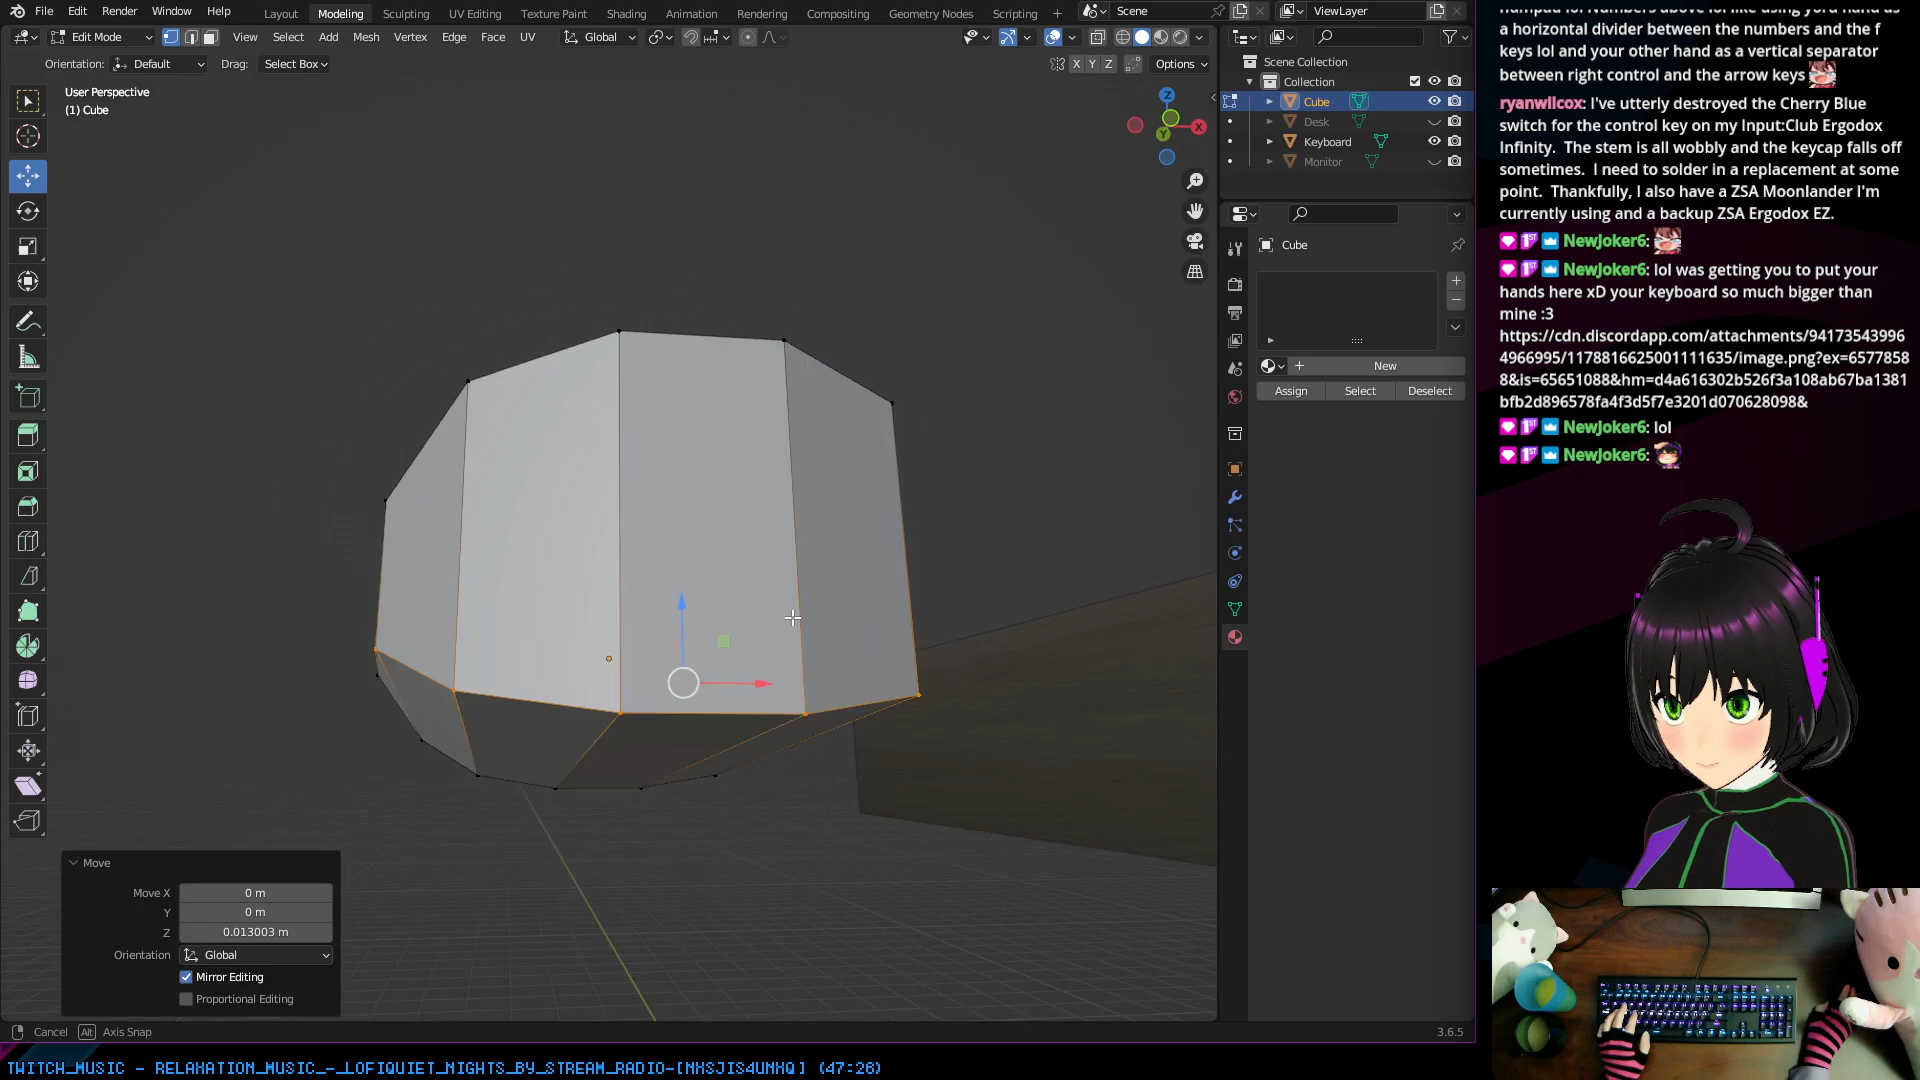 File Edit Render Window Help Layout Modeling Sculpting UV Editing Texture Paint Shading Animation Rendering Compositing Geometry Nodes Scripting + Scene ViewLayer
Edit Mode View Select Add Mesh Vertex Edge Face UV Global
Orientation: Default Drag: Select Box X Y Z Options
User Perspective
(1) Cube
Z
X
Y
Scene Collection
Collection
Cube
Desk
Keyboard
Monitor
Cube
New
Assign Select Deselect
Move
Move X 0 m
Y 0 m
Z 0.013003 m
Orientation Global
Mirror Editing
Proportional Editing
Cancel Alt Axis Snap
3.6.5
a horizontal divider between the numbers and the f
keys lol and your other hand as a vertical separator
between right control and the arrow keys
ryanwilcox: I've utterly destroyed the Cherry Blue
switch for the control key on my Input:Club Ergodox
Infinity. The stem is all wobbly and the keycap falls off
sometimes. I need to solder in a replacement at some
point. Thankfully, I also have a ZSA Moonlander I'm
currently using and a backup ZSA Ergodox EZ.
NewJoker6:
NewJoker6: lol was getting you to put your
hands here xD your keyboard so much bigger than
mine :3
https://cdn.discordapp.com/attachments/94173543996
4966995/1178816625001111635/image.png?ex=6577858
8&is=65651088&hm=d4a616302b526f3a108ab67ba1381
bfb2d896578fa4f3d5f7e3201d070628098&
NewJoker6: lol
NewJoker6:
TWITCH_MUSIC - RELAXATION_MUSIC_-_LOFIQUIET_NIGHTS_BY_STREAM_RADIO-[NXSJIS4UNXQ] (47:26)